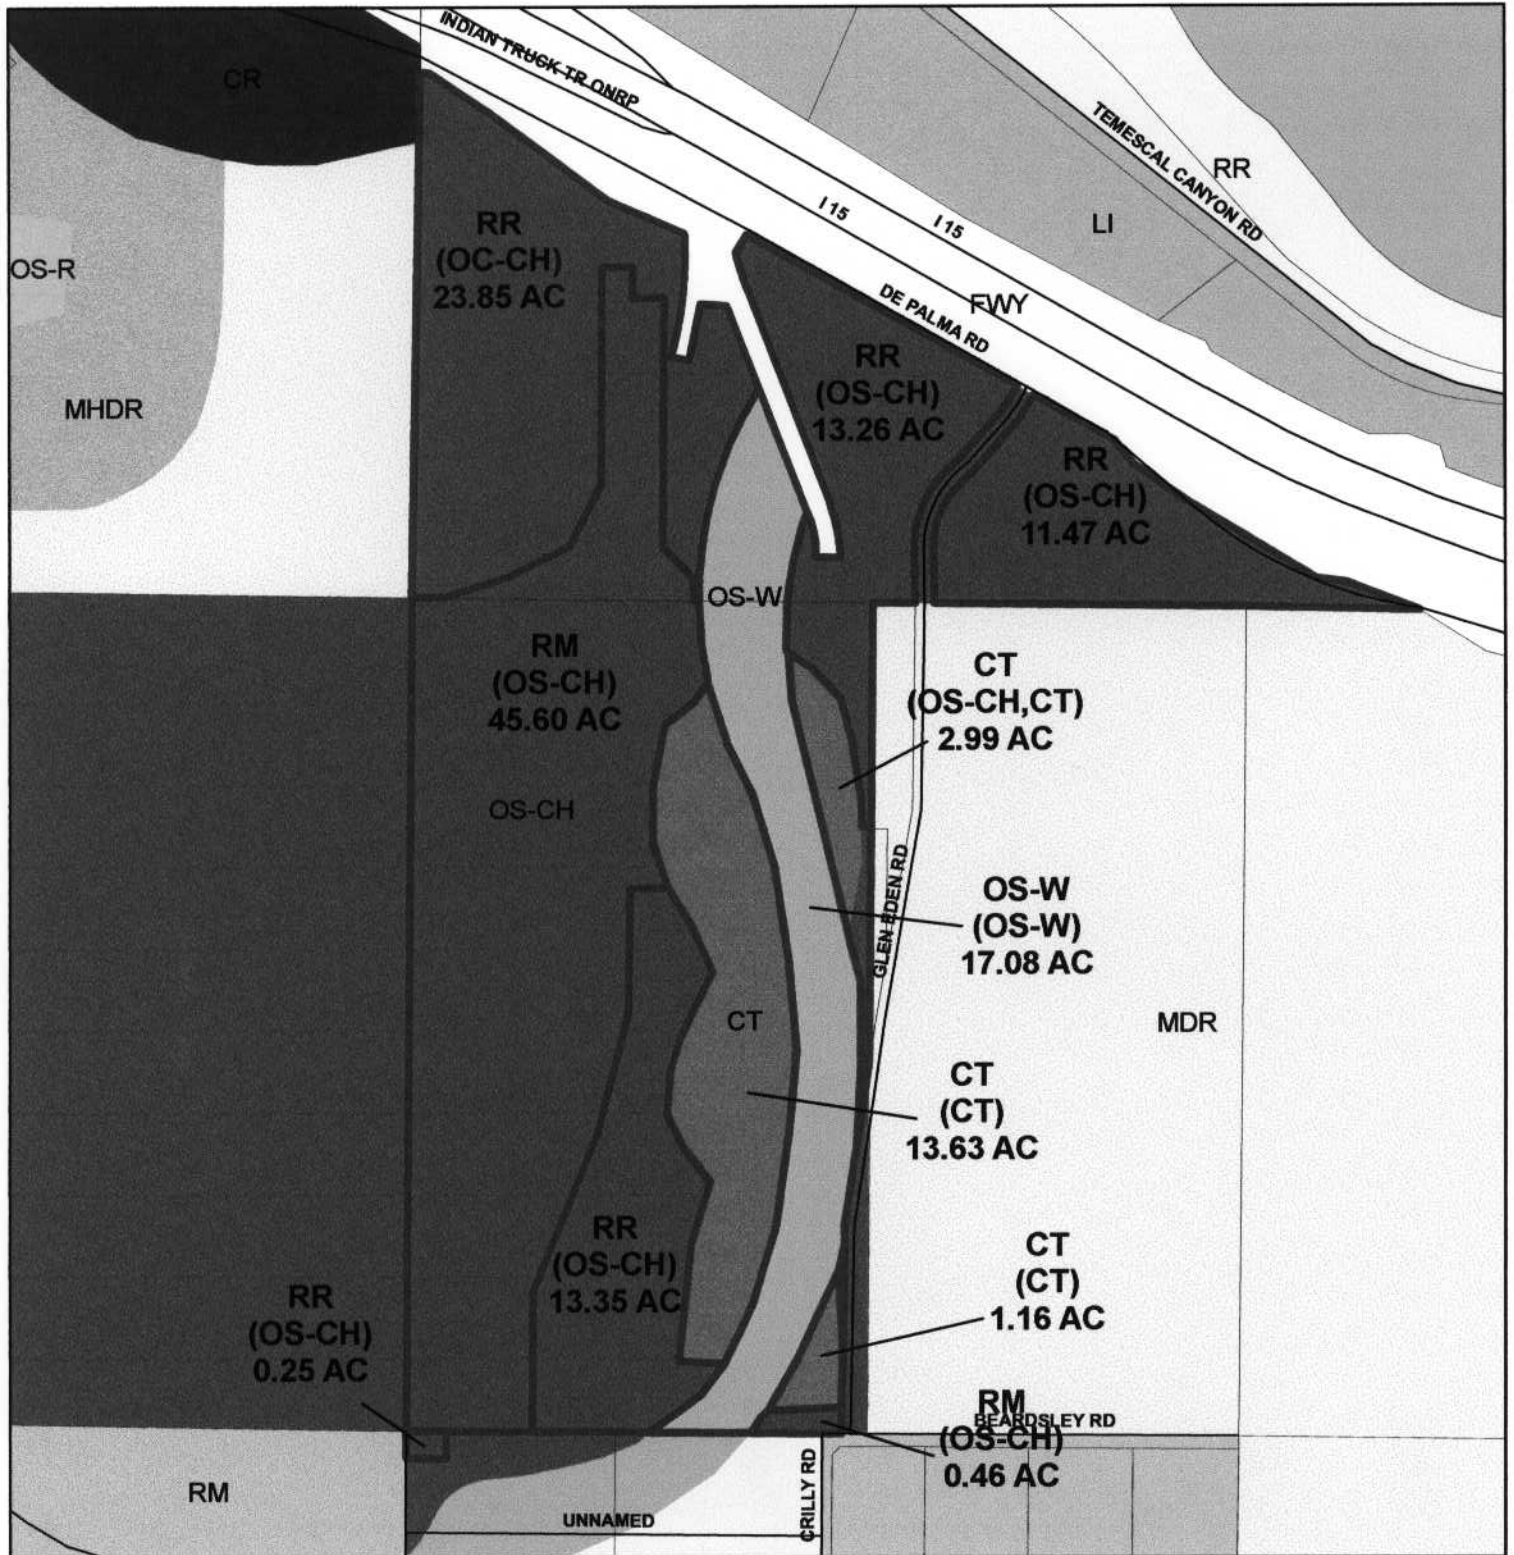 INDIAN TRUCK TR ONRP
CR
TEMESCAL CANYON RD
RR
I 15
I 15
LI
RR
(OC-CH)
23.85 AC
OS-R
DE PALMA RD
FWY
RR
(OS-CH)
13.26 AC
MHDR
RR
(OS-CH)
11.47 AC
OS-W
RM
(OS-CH)
45.60 AC
CT
(OS-CH,CT)
2.99 AC
OS-CH
GLEN EDEN RD
OS-W
(OS-W)
17.08 AC
CT
MDR
CT
(CT)
13.63 AC
RR
(OS-CH)
13.35 AC
CT
(CT)
1.16 AC
RR
(OS-CH)
0.25 AC
RM
BEARDSLEY RD
(OS-CH)
0.46 AC
RM
CRILLY RD
UNNAMED